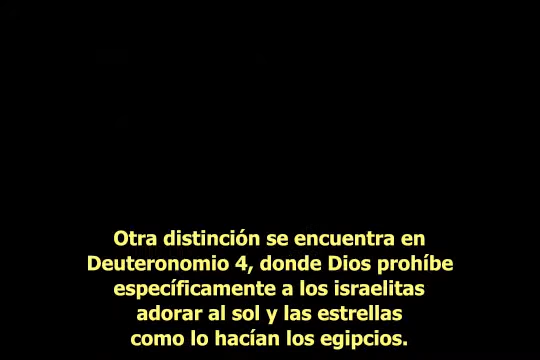 Otra distinción se encuentra en
Deuteronomio 4, donde Dios prohíbe
específicamente a los israelitas
adorar al sol y las estrellas
como lo hacían los egipcios.